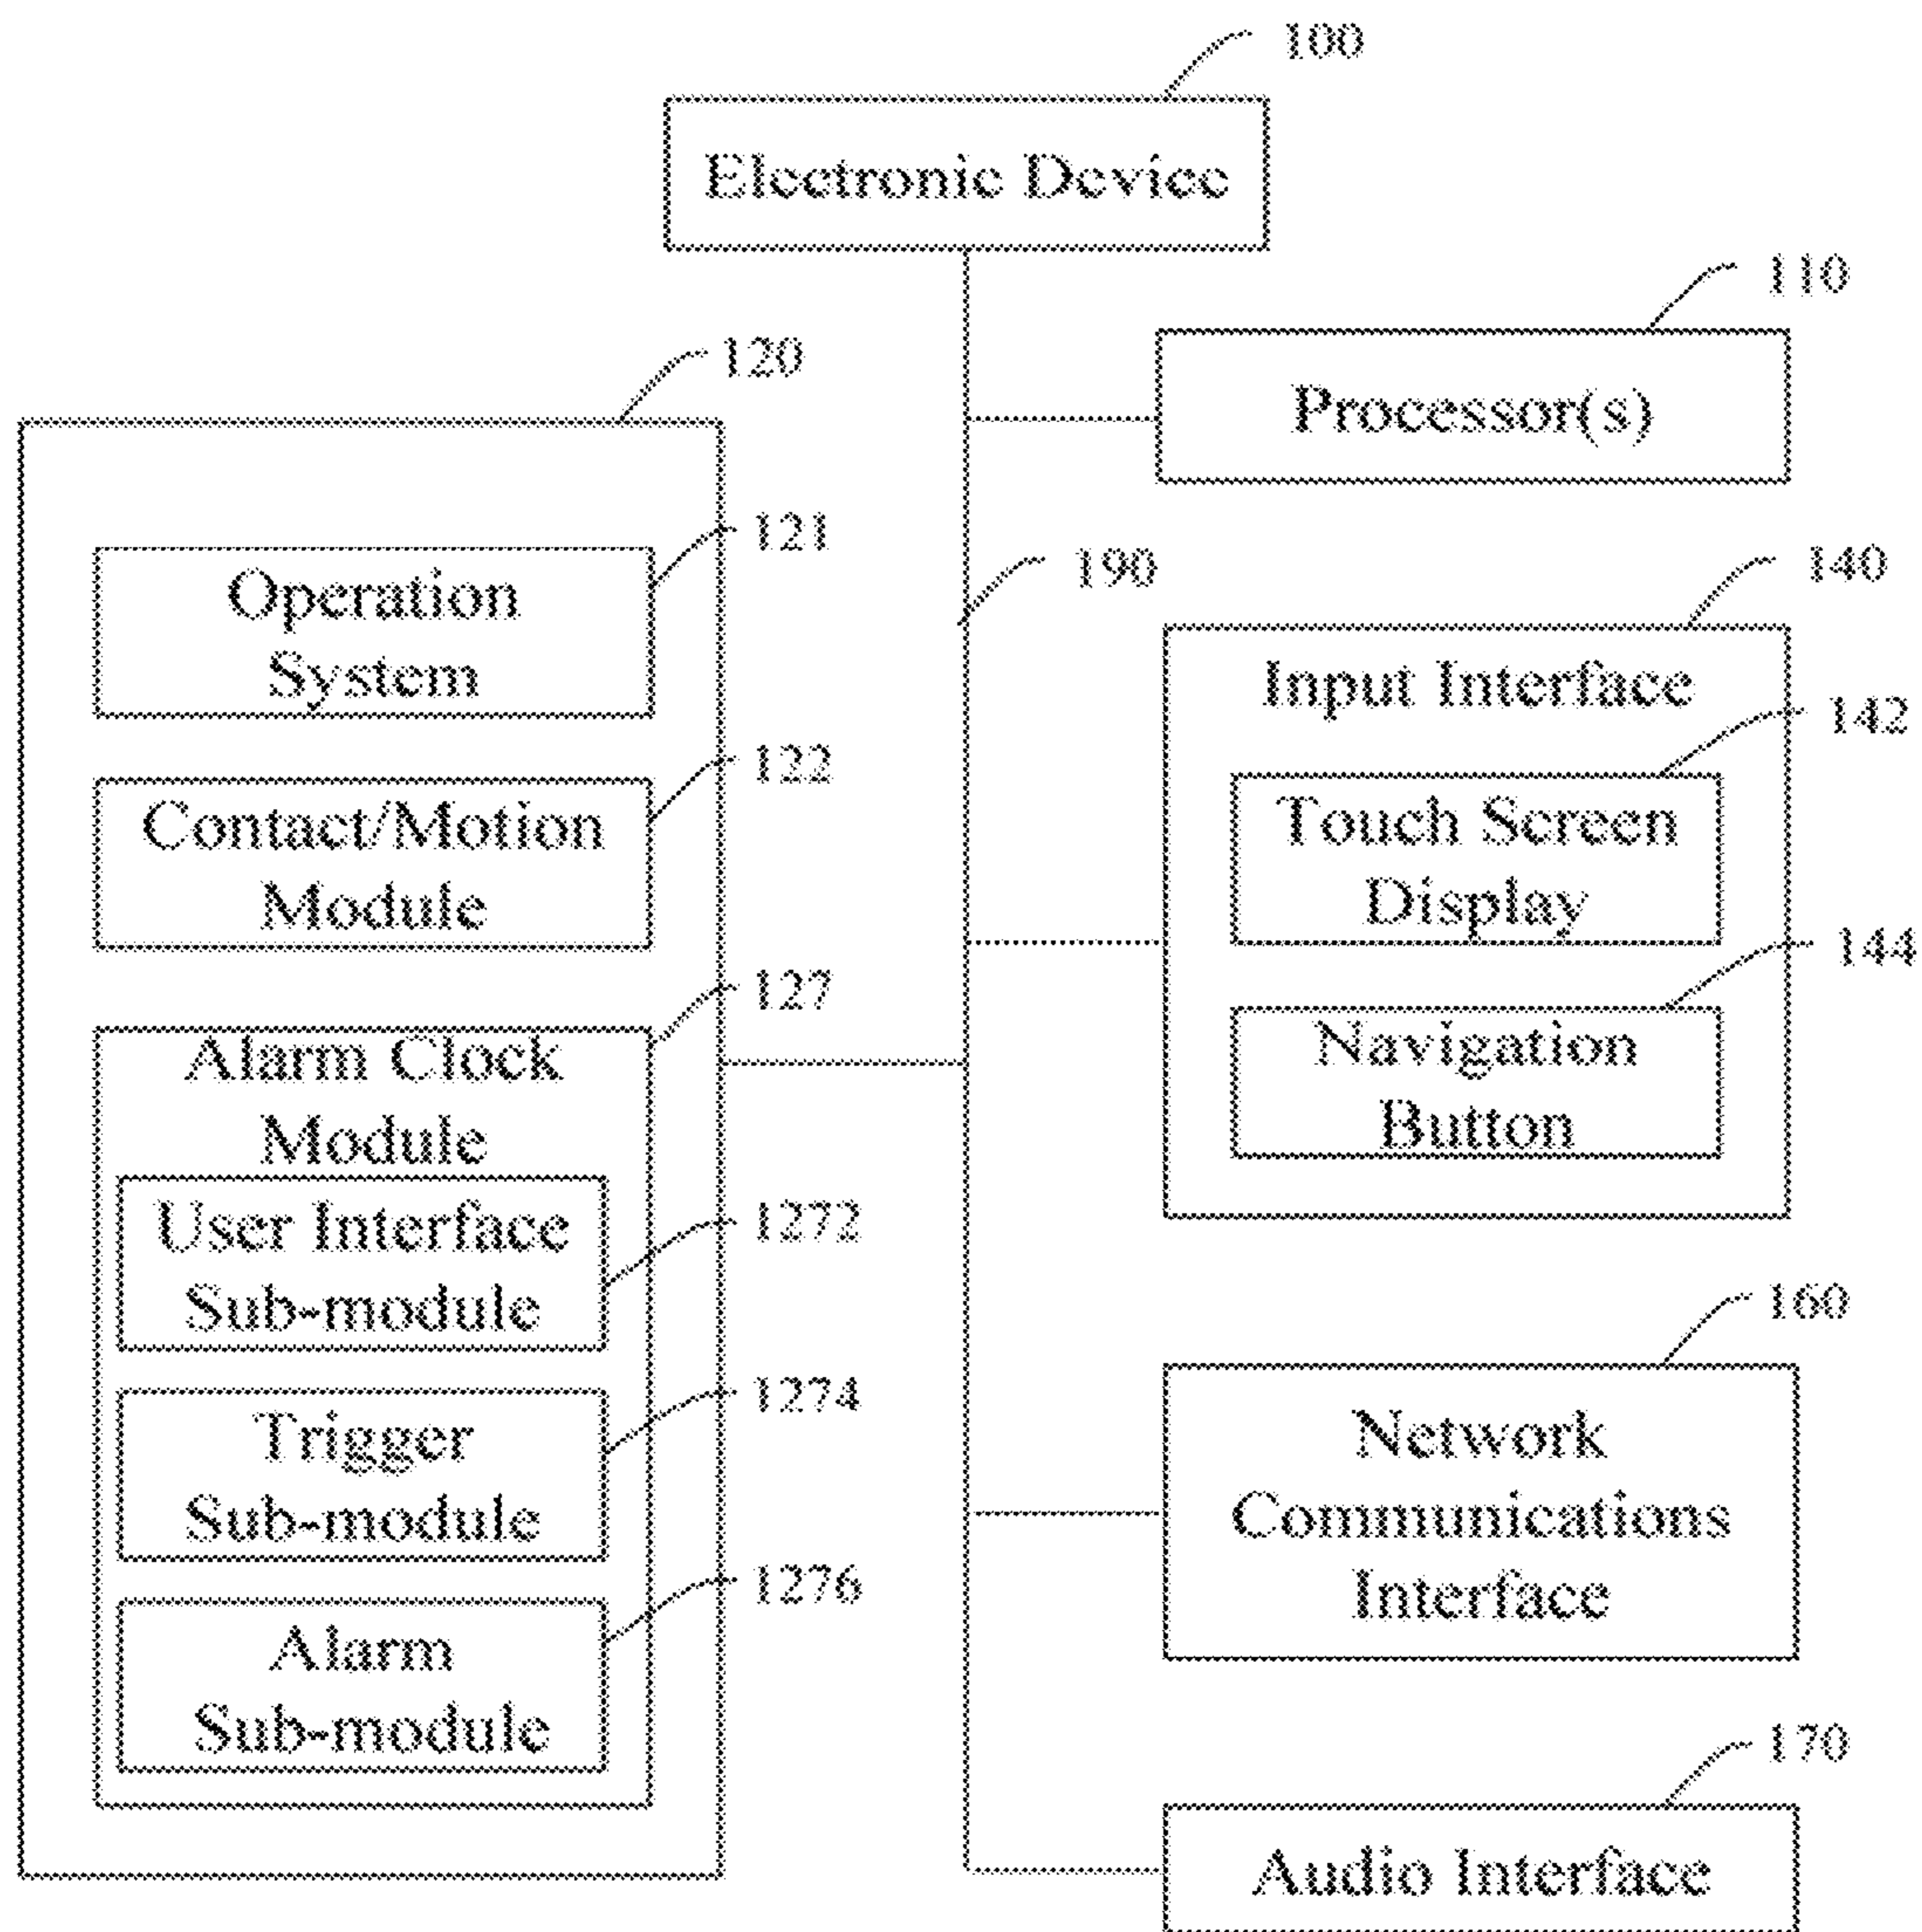 100
Electronic Device
110
Processor(s)
120
121
Operation
System
122
Contact/Motion
Module
127
Alarm Clock
Module
1272
User Interface
Sub-module
1274
Trigger
Sub-module
1276
Alarm
Sub-module
190
140
Input Interface
142
Touch Screen
Display
144
Navigation
Button
160
Network
Communications
Interface
170
Audio Interface